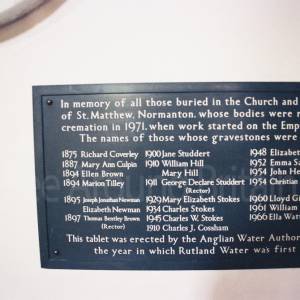 In memory of all those buried in the Church and
of St. Matthew, Normanton, whose bodies were r
cremation in 1971, when work started on the Emp
The names of those whose gravestones were
1875 Richard Coverley 1900 Jane Studdert 1948 Elizabet
1887 Mary Ann Culpin 1910 William Hill 1952 Emma S
1894 Ellen Brown Mary Hill 1954 John He
1894 Marion Tilley 1911 George Declare Studdert 1954 Christian
(Rector)
1895 Joseph Jonathan Newman 1929 Mary Elizabeth Stokes 1960 Lloyd G
Elizabeth Newman 1934 Charles Stokes 1961 William
1897 Thomas Bentley Brown 1945 Charles W. Stokes 1966 Ella Wat
(Rector) 1910 Charles J. Cossham
This tablet was erected by the Anglian Water Author
the year in which Rutland Water was first